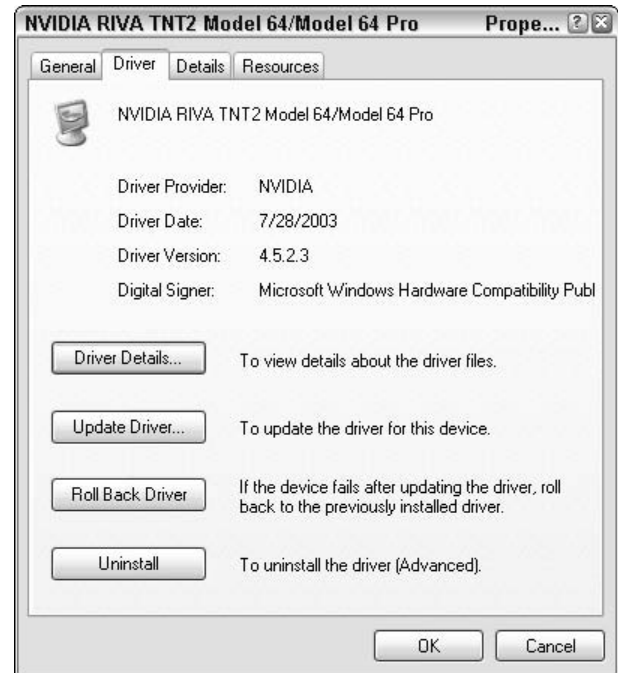 NVIDIA RIVA TNT2 Model 64/Model 64 Pro Prope...
General Driver Details Resources
NVIDIA RIVA TNT2 Model 64/Model 64 Pro
Driver Provider: NVIDIA
Driver Date: 7/28/2003
Driver Version: 4.5.2.3
Digital Signer: Microsoft Windows Hardware Compatibility Publ
Driver Details... To view details about the driver files.
Update Driver... To update the driver for this device.
Roll Back Driver If the device fails after updating the driver, roll
back to the previously installed driver.
Uninstall To uninstall the driver (Advanced).
OK Cancel